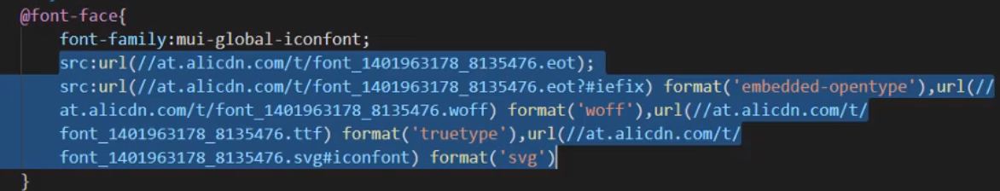 @font-face{
font-family:mui-global-iconfont;
src:url(//at.alicdn.com/t/font_1401963178_8135476.eot);
src:url(//at.alicdn.com/t/font_1401963178_8135476.eot?#iefix) format('embedded-opentype'),url(//
at.alicdn.com/t/font_1401963178_8135476.woff) format('woff'),url(//at.alicdn.com/t/
font_1401963178_8135476.ttf) format('truetype'),url(//at.alicdn.com/t/
font_1401963178_8135476.svg#iconfont) format('svg')
}